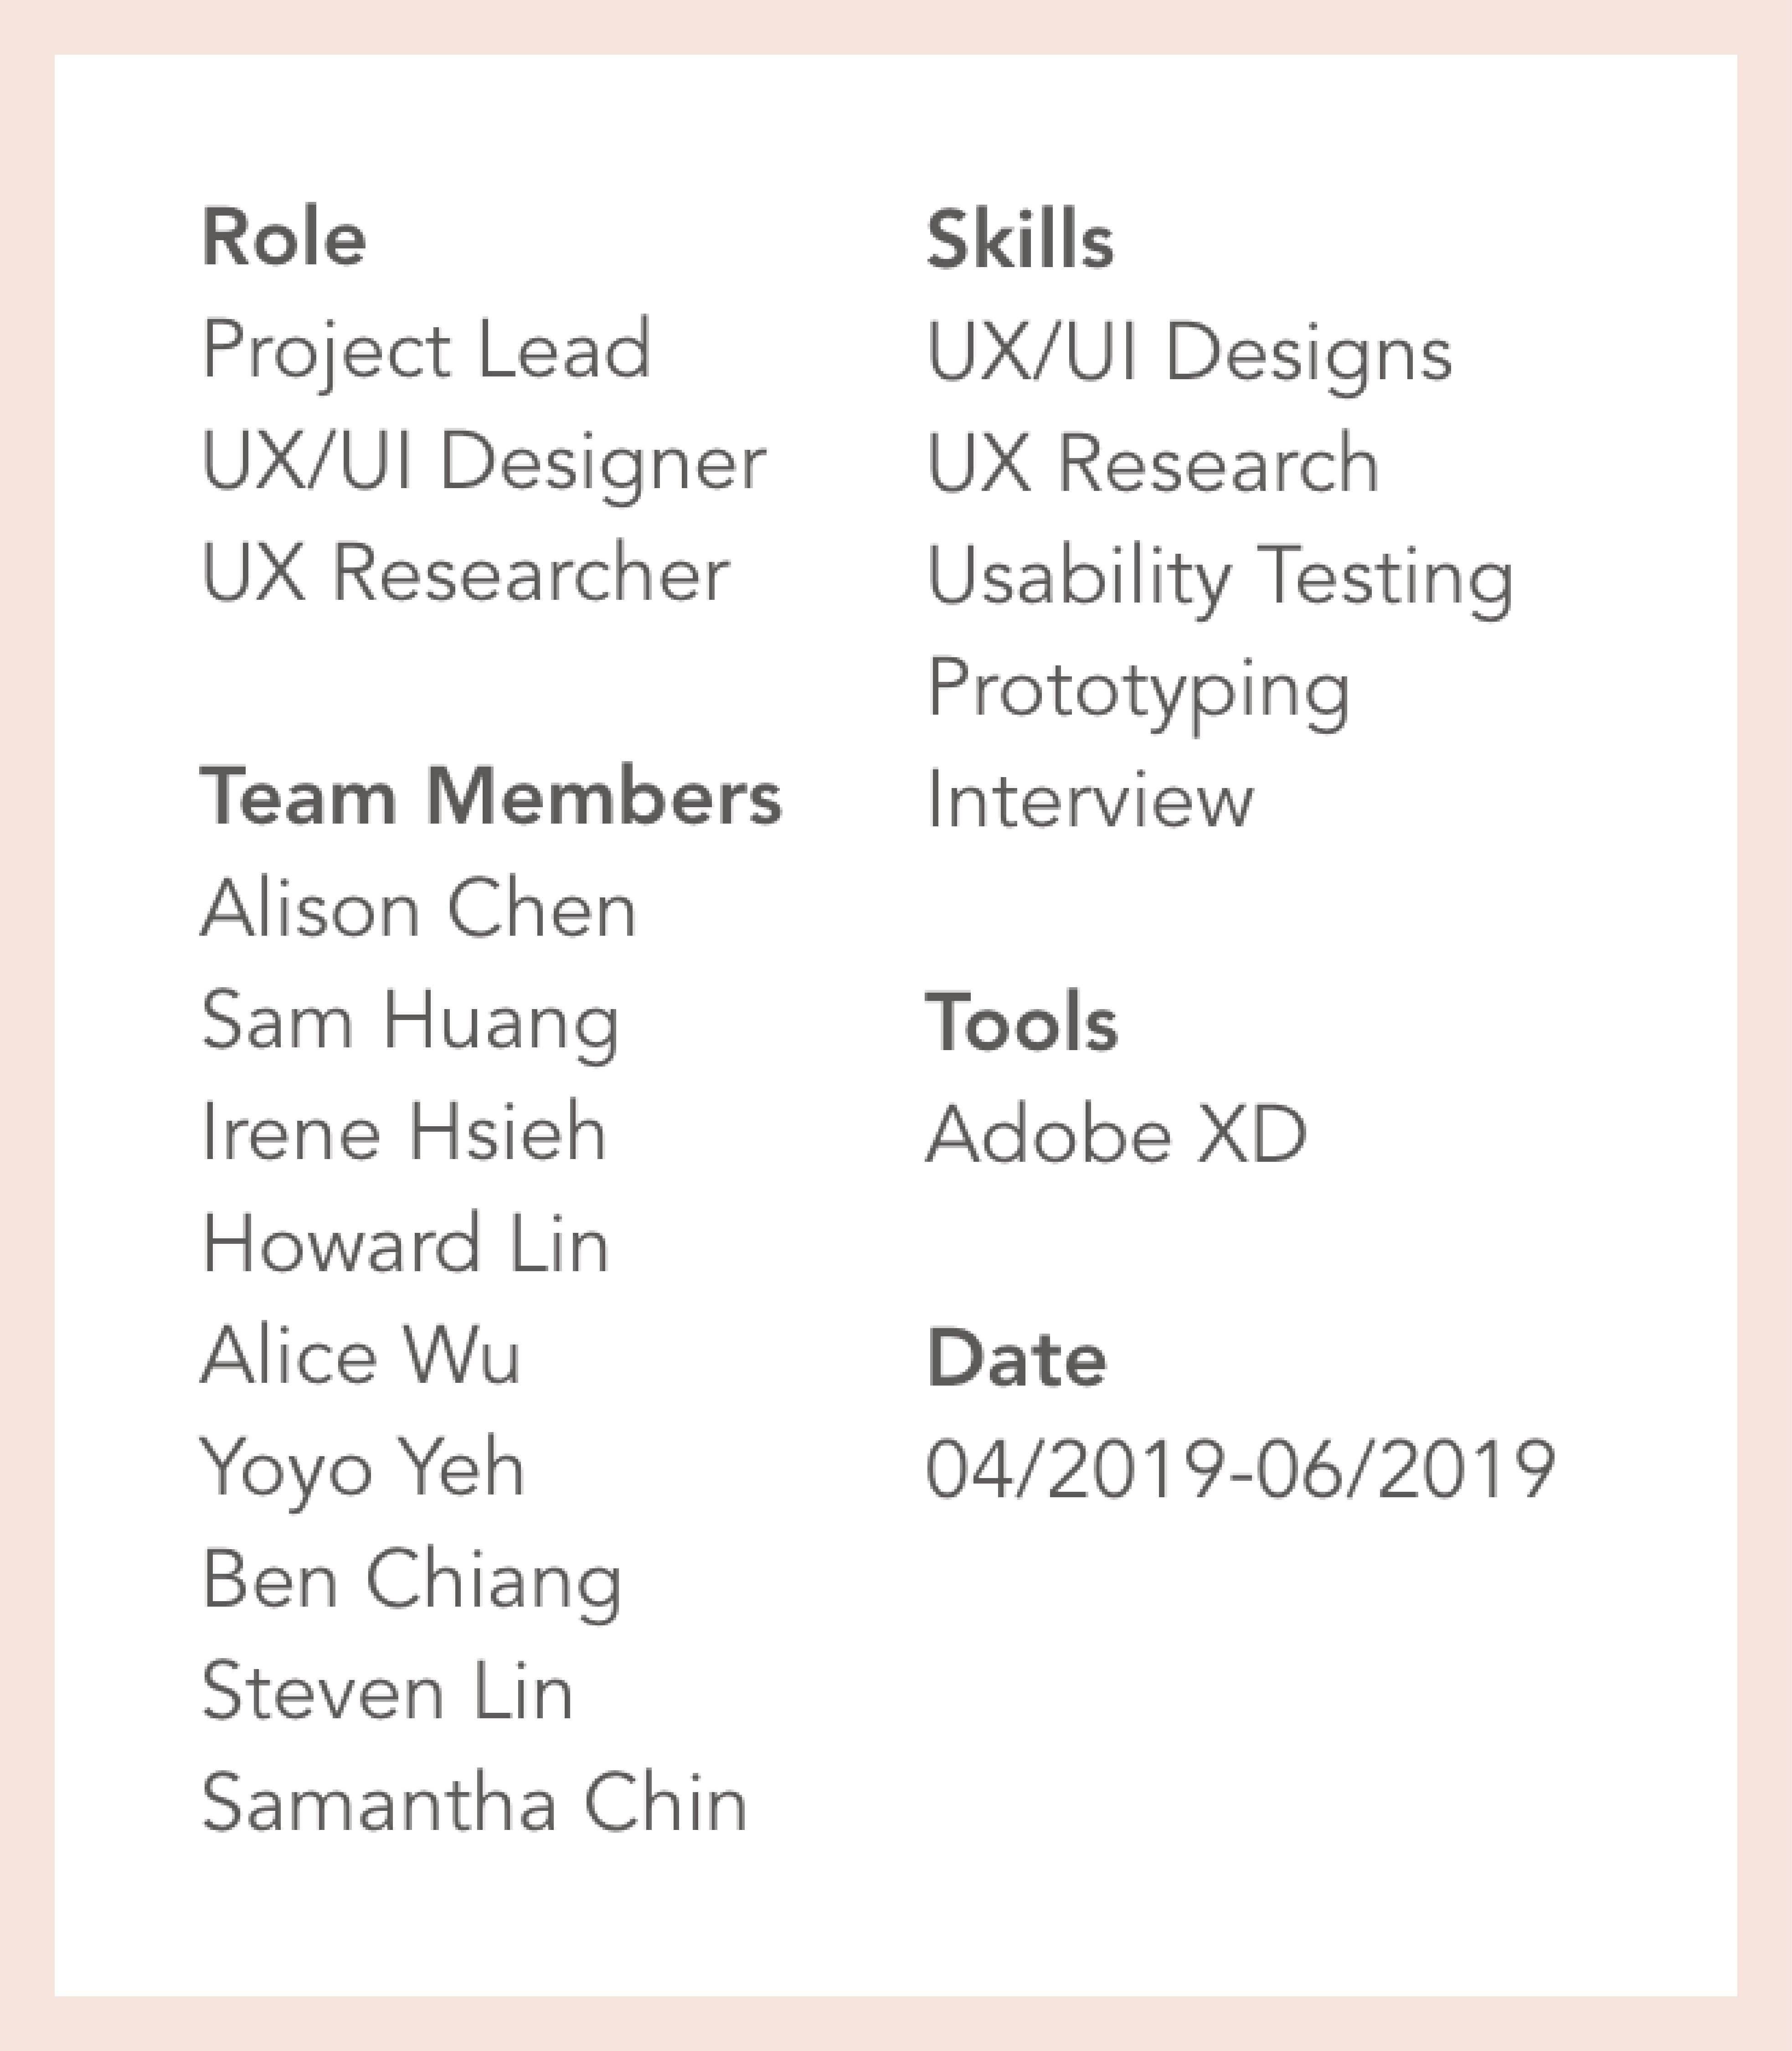 Role
Project Lead
UX/UI Designer
UX Researcher
Team Members
Alison Chen
Sam Huang
Irene Hsieh
Howard Lin
Alice Wu
Yoyo Yeh
Ben Chiang
Steven Lin
Samantha Chin
Skills
UX/UI Designs
UX Research
Usability Testing
Prototyping
Interview
Tools
Adobe XD
Date
04/2019-06/2019